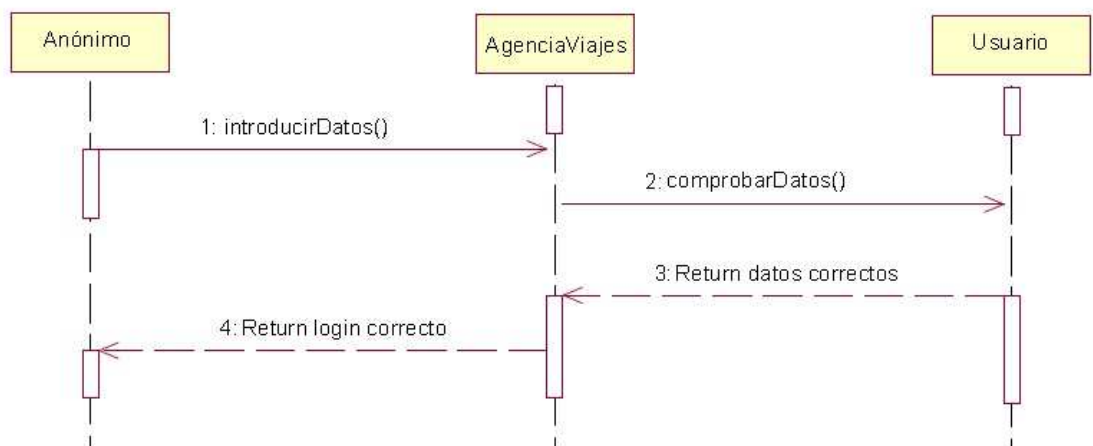 Anónimo
AgenciaViajes
Usuario
1: introducirDatos()
2: comprobarDatos()
3: Return datos correctos
4: Return login correcto